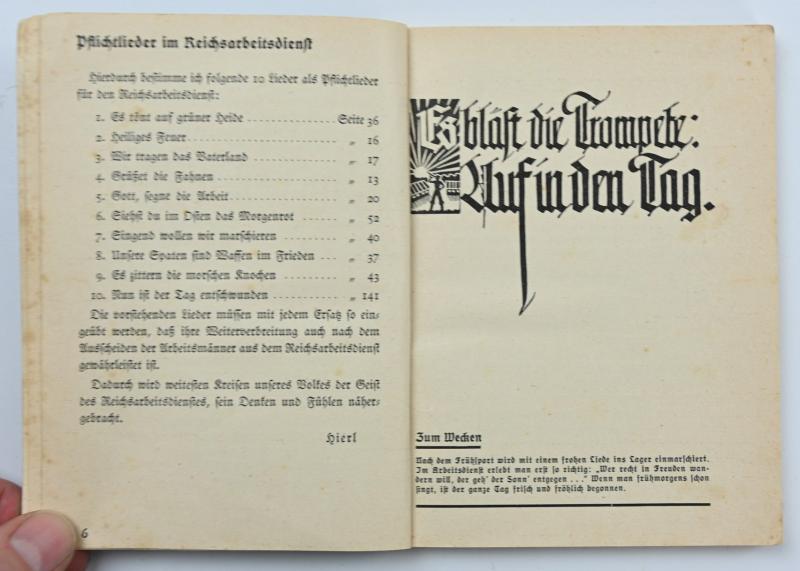 Pflichtlieder im Reichsarbeitsdienst
Hierdurch bestimme ich folgende 10 Lieder als Pflichtlieder
für den Reichsarbeitsdienst:
1. Es tönt auf grüner Heide Seite 36
2. Heiliges Feuer „ 16
3. Wir tragen das Vaterland „ 17
4. Grüßet die Fahnen „ 13
5. Gott, segne die Arbeit „ 20
6. Siehst du im Osten das Morgenrot „ 52
7. Singend wollen wir marschieren „ 40
8. Unsere Spaten sind Waffen im Frieden „ 37
9. Es zittern die morschen Knochen „ 43
10. Nun ist der Tag entschwunden „ 141
Die vorstehenden Lieder müssen mit jedem Ersatz so ein-
geübt werden, daß ihre Weiterverbreitung auch nach dem
Ausscheiden der Arbeitsmänner aus dem Reichsarbeitsdienst
gewährleistet ist.
Dadurch wird weitesten Kreisen unseres Volkes der Geist
des Reichsarbeitsdienstes, sein Denken und Fühlen näher-
gebracht.
Hierl
6
Es bläst die Trompete:
Auf in den Tag.
Zum Wecken
Nach dem Frühsport wird mit einem frohen Liede ins Lager einmarschiert.
Im Arbeitsdienst erlebt man erst so richtig: „Wer recht in Freuden wan-
dern will, der geh' der Sonn' entgegen . . .“ Wenn man frühmorgens schon
singt, ist der ganze Tag frisch und fröhlich begonnen.